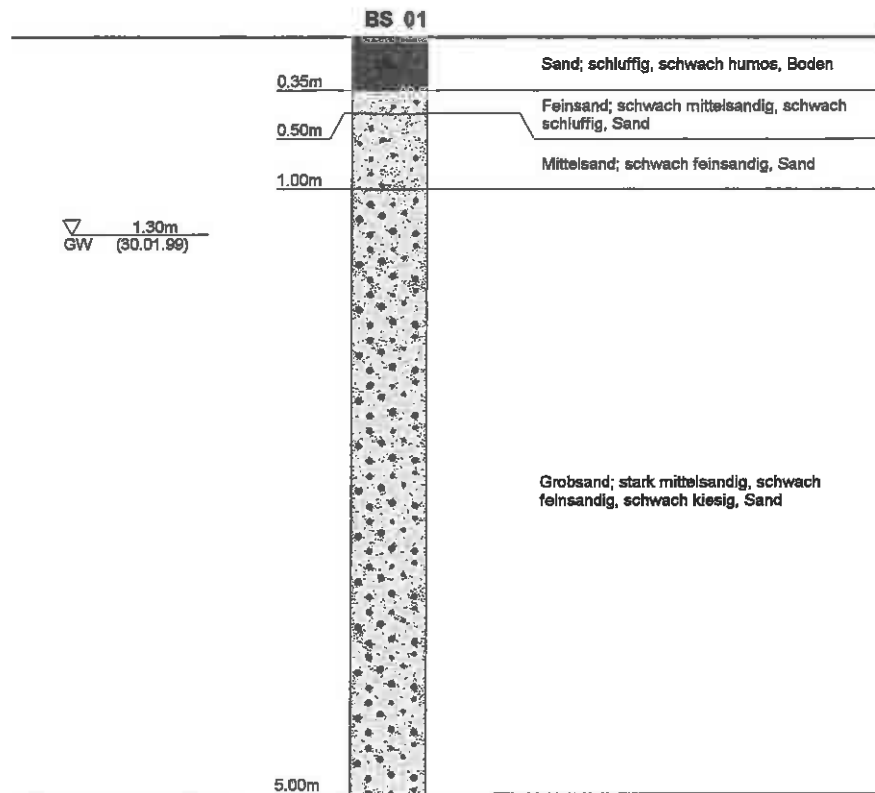 BS 01
Sand; schluffig, schwach humos, Boden
0.35m
Feinsand; schwach mittelsandig, schwach
schluffig, Sand
0.50m
Mittelsand; schwach feinsandig, Sand
1.00m
1.30m
GW (30.01.99)
Grobsand; stark mittelsandig, schwach
feinsandig, schwach kiesig, Sand
5.00m